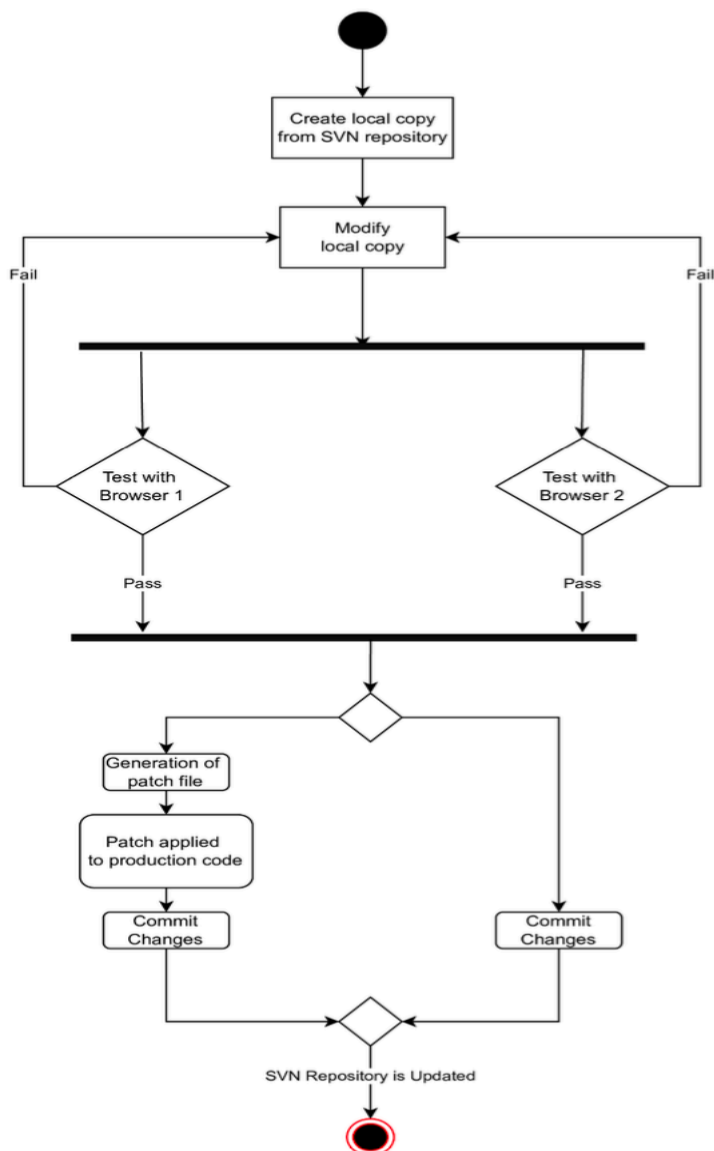 Create local copy
from SVN repository
Modify
local copy
Fail
Fail
Test with
Browser 1
Test with
Browser 2
Pass
Pass
Generation of
patch file
Patch applied
to production code
Commit
Changes
Commit
Changes
SVN Repository is Updated